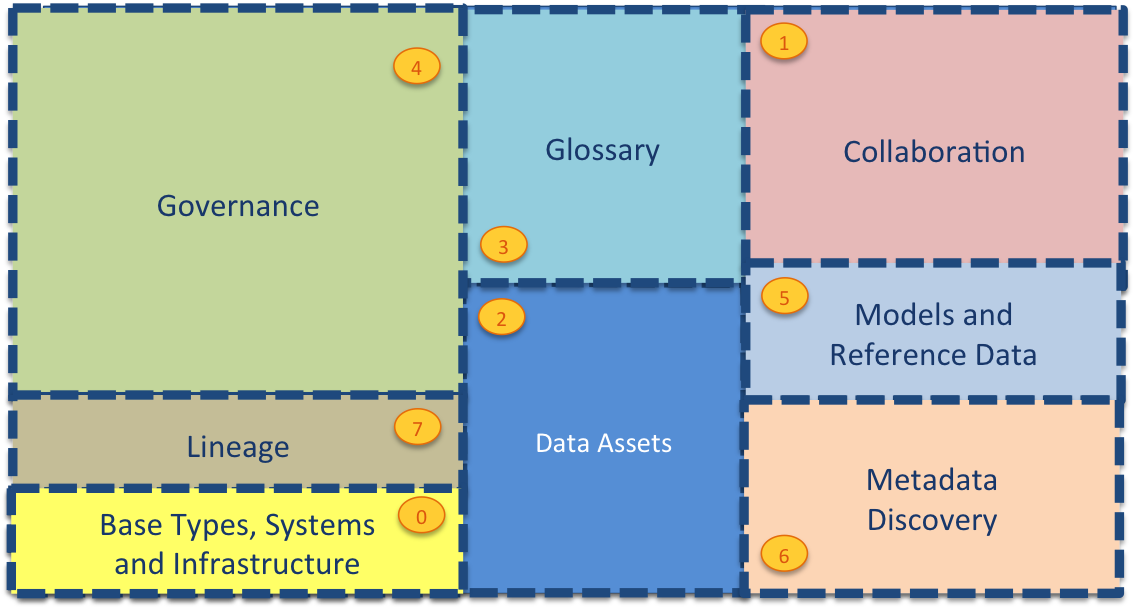 4
Governance
7
Lineage
0
Base Types, Systems
and Infrastructure
Glossary
3
2
Data Assets
1
Collaboration
5
Models and
Reference Data
Metadata
Discovery
6